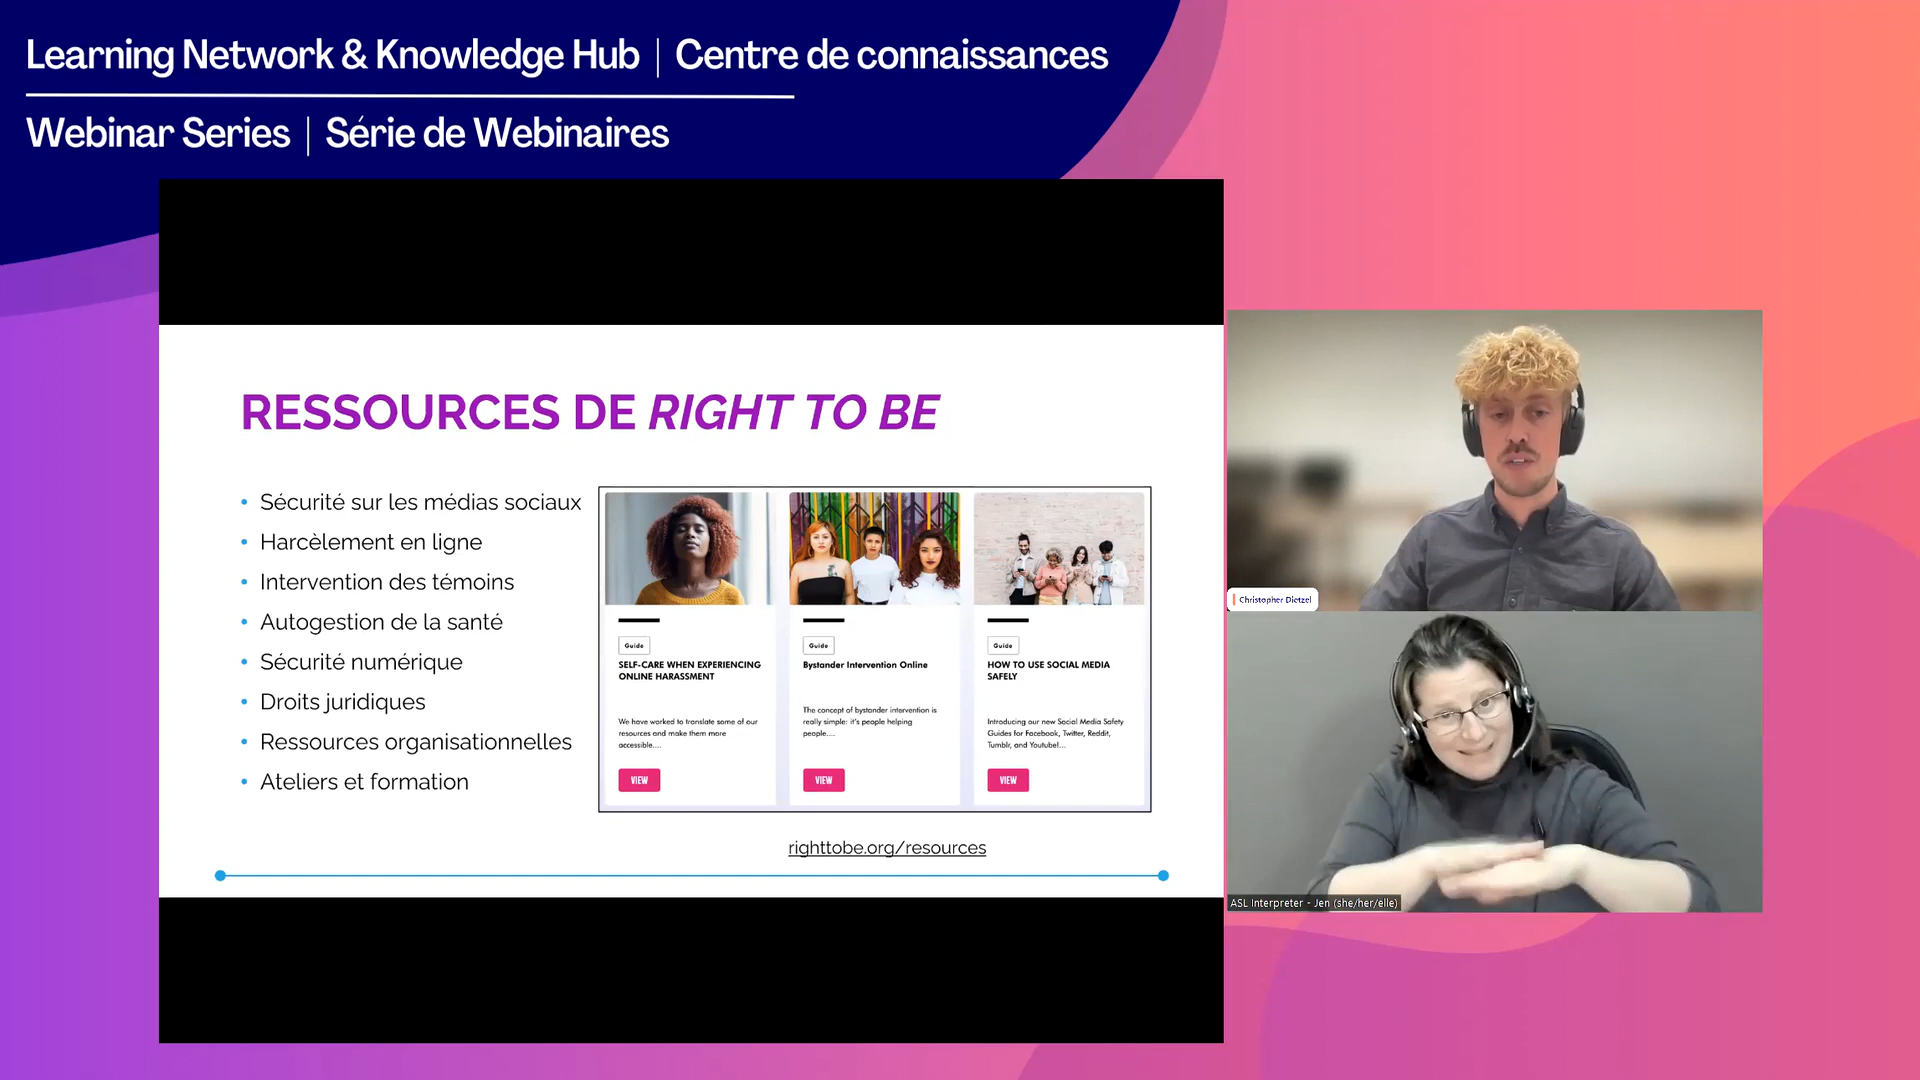 Learning Network & Knowledge Hub | Centre de connaissances
Webinar Series | Série de Webinaires
RESSOURCES DE RIGHT TO BE
• Sécurité sur les médias sociaux
• Harcèlement en ligne
• Intervention des témoins
• Autogestion de la santé
• Sécurité numérique
• Droits juridiques
• Ressources organisationnelles
• Ateliers et formation
Guide
SELF-CARE WHEN EXPERIENCING
ONLINE HARASSMENT
We have worked to translate some of our
resources and make them more
accessible....
VIEW
Guide
Bystander Intervention Online
The concept of bystander intervention is
really simple: it's people helping
people....
VIEW
Guide
HOW TO USE SOCIAL MEDIA
SAFELY
Introducing our new Social Media Safety
Guides for Facebook, Twitter, Reddit,
Tumblr, and Youtube!...
VIEW
righttobe.org/resources
Christopher Dietzel
ASL Interpreter - Jen (she/her/elle)